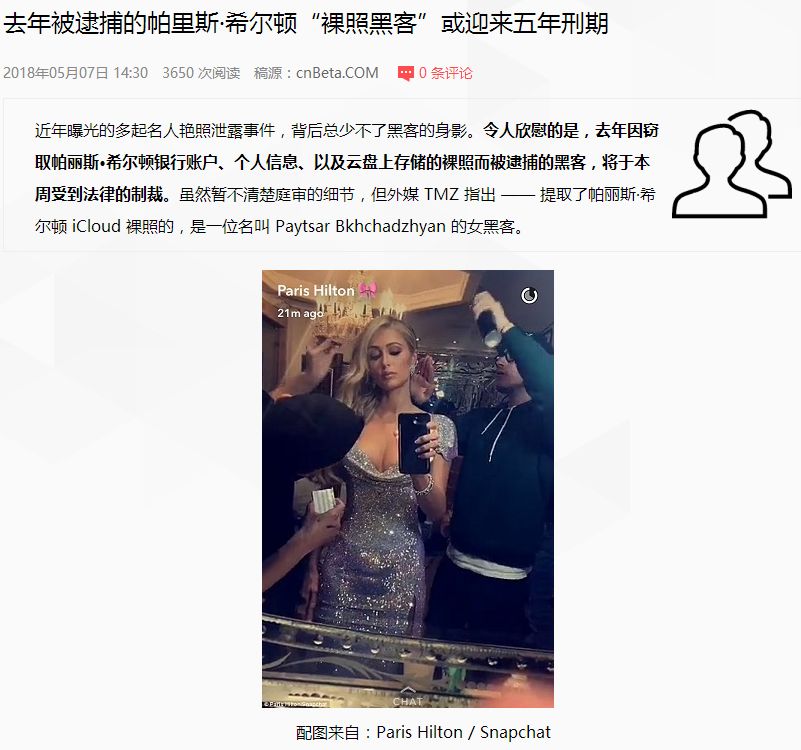 去年被逮捕的帕里斯·希尔顿“裸照黑客”或迎来五年刑期
2018年05月07日 14:30 3650 次阅读 稿源：cnBeta.COM 0 条评论
近年曝光的多起名人艳照泄露事件，背后总少不了黑客的身影。令人欣慰的是，去年因窃
取帕丽斯•希尔顿银行账户、个人信息、以及云盘上存储的裸照而被逮捕的黑客，将于本
周受到法律的制裁。虽然暂不清楚庭审的细节，但外媒 TMZ 指出 —— 提取了帕丽斯·希
尔顿 iCloud 裸照的，是一位名叫 Paytsar Bkhchadzhyan 的女黑客。
Paris Hilton
21m ago
CHAT
© Paris Hilton/Snapchat
配图来自：Paris Hilton / Snapchat